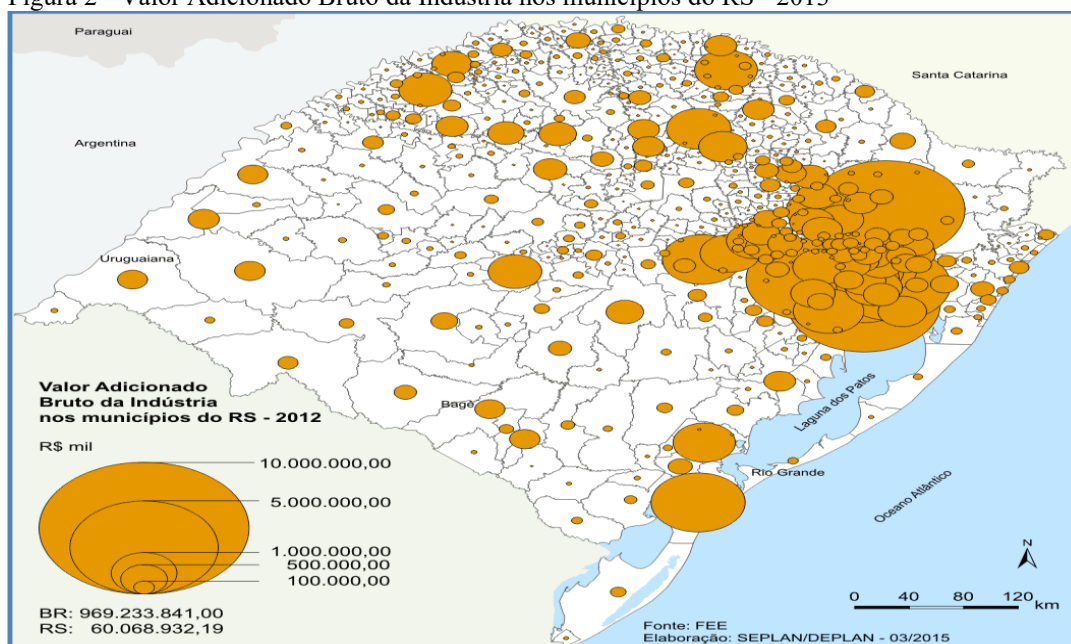 Figura 2 - Valor Adicionado Bruto da Indústria nos municípios do RS - 2015
Paraguai
Santa Catarina
Argentina
Uruguaiana
Valor Adicionado
Bruto da Indústria
nos municípios do RS - 2012
Bagé
Laguna dos Patos
R$ mil
10.000.000,00
Rio Grande
Oceano Atlântico
5.000.000,00
1.000.000,00
500.000,00
100.000,00
N
0 40 80 120 km
BR: 969.233.841,00
RS: 60.068.932,19
Fonte: FEE
Elaboração: SEPLAN/DEPLAN - 03/2015